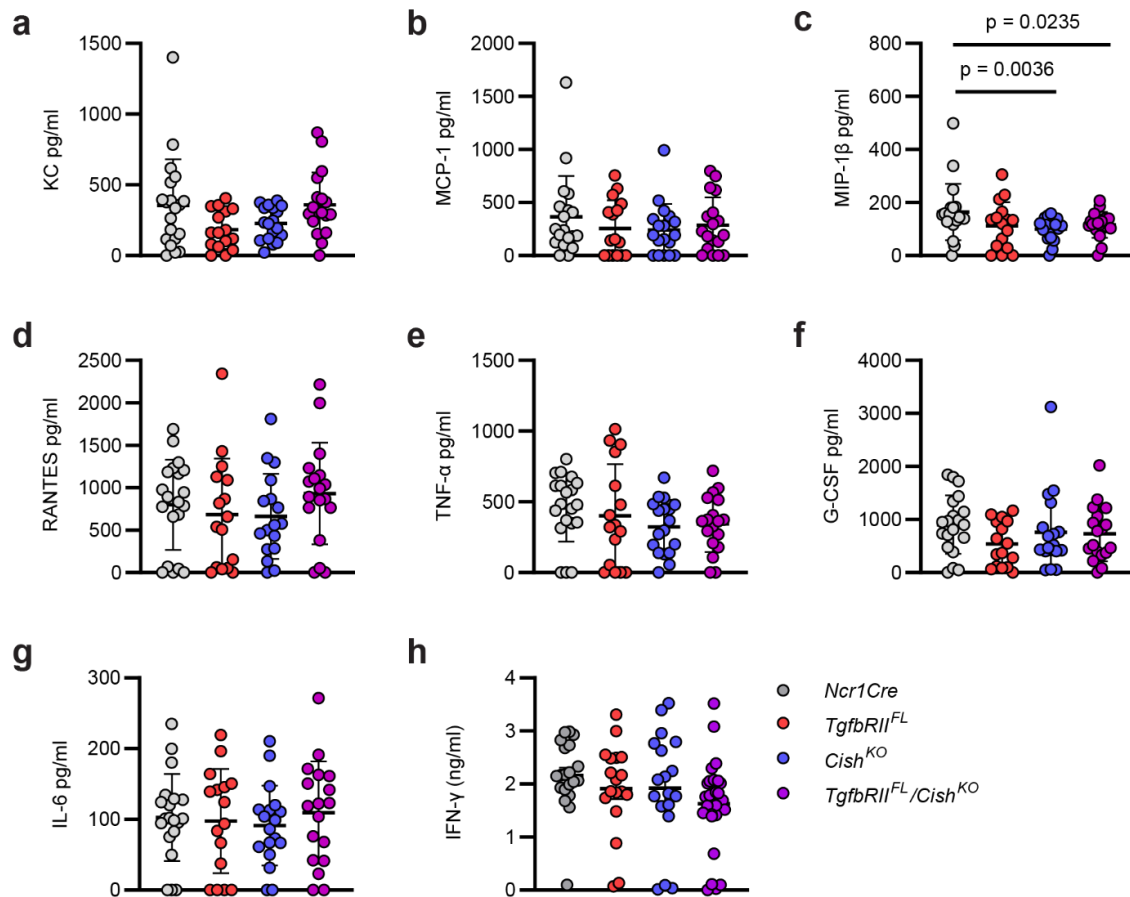 a
1500
1000
500
0
KC pg/ml
b
2000
1500
1000
500
0
MCP-1 pg/ml
c
p = 0.0235
p = 0.0036
800
600
400
200
0
MIP-1β pg/ml
d
2500
2000
1500
1000
500
0
RANTES pg/ml
e
1500
1000
500
0
TNF-α pg/ml
f
4000
3000
2000
1000
0
G-CSF pg/ml
g
300
200
100
0
IL-6 pg/ml
h
4
3
2
1
0
IFN-γ (ng/ml)
Ncr1Cre
TgfbRII^FL
Cish^KO
TgfbRII^FL/Cish^KO